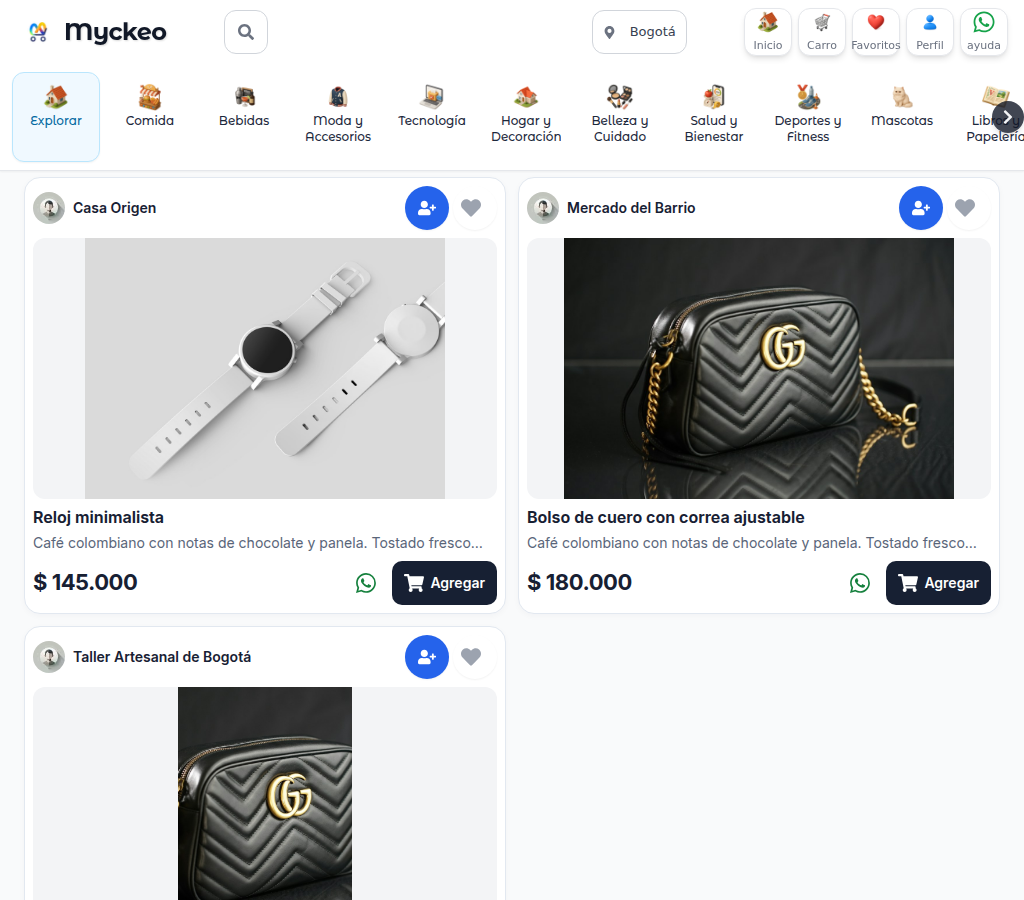 Myckeo
Bogotá
Inicio
Carro
Favoritos
Perfil
ayuda
Explorar
Comida
Bebidas
Moda y
Accesorios
Tecnología
Hogar y
Decoración
Belleza y
Cuidado
Salud y
Bienestar
Deportes y
Fitness
Mascotas
Papelería
Casa Origen
Reloj minimalista
Café colombiano con notas de chocolate y panela. Tostado fresco...
$ 145.000
Agregar
Mercado del Barrio
Bolso de cuero con correa ajustable
Café colombiano con notas de chocolate y panela. Tostado fresco...
$ 180.000
Agregar
Taller Artesanal de Bogotá